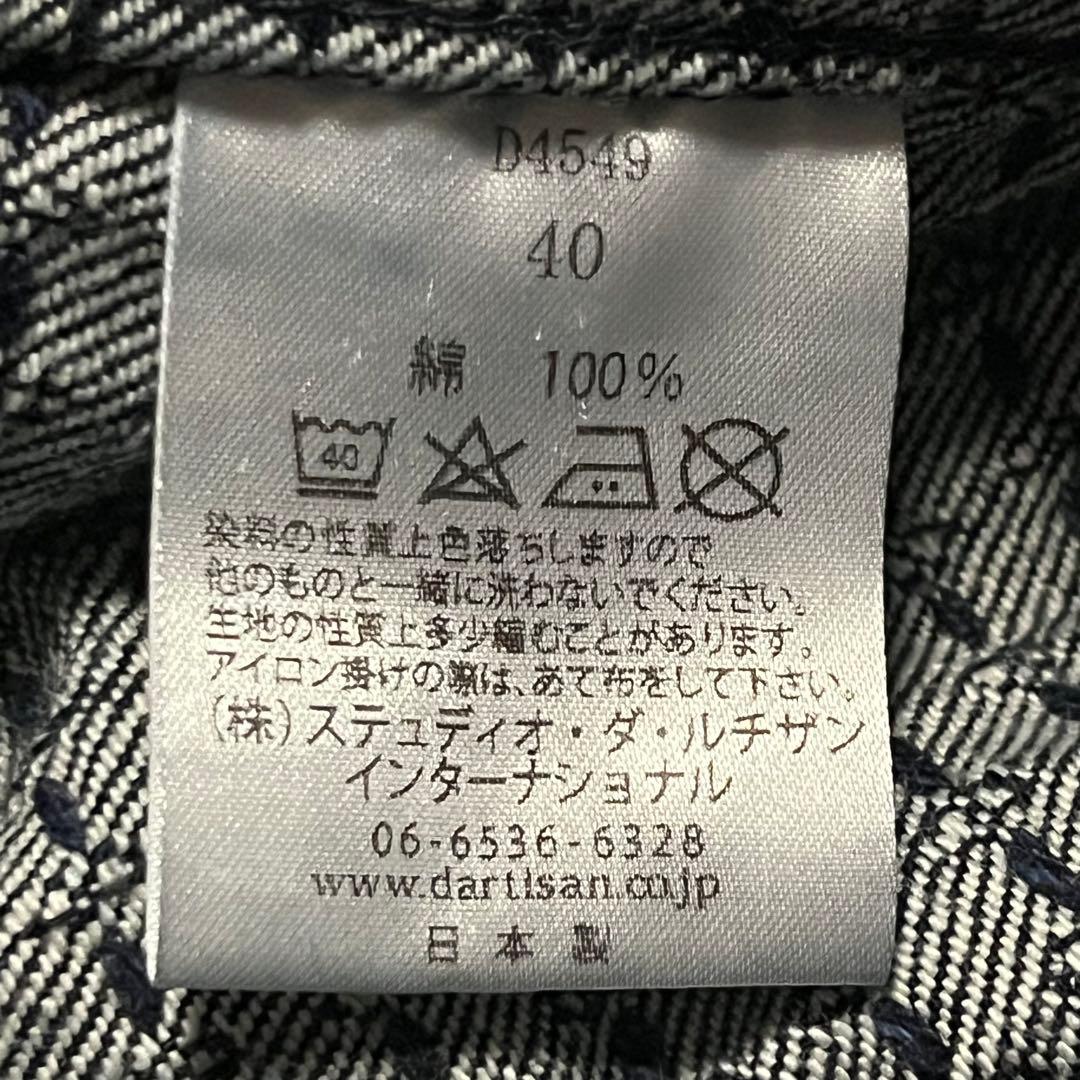 D4549
40
綿 100%
40
染料の性質上色落ちしますので
他のものと一緒に洗わないでください。
生地の性質上多少縮むことがあります。
アイロン掛けの際は、あて布をして下さい。
(株)ステュディオ・ダ・ルチザン
インターナショナル
06-6536-6328
www.dartisan.co.jp
日本製